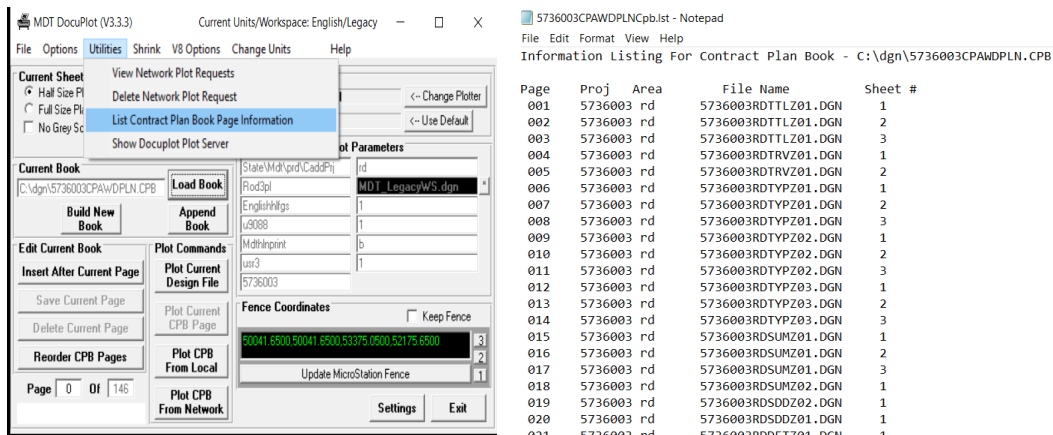 MDT DocuPlot (V3.3.3) Current Units/Workspace: English/Legacy
File Options Utilities Shrink V8 Options Change Units Help
View Network Plot Requests
Delete Network Plot Request
List Contract Plan Book Page Information
Show Docuplot Plot Server
Current Sheet
Half Size Pl
Full Size Pl
No Grey Sc
<-- Change Plotter
<-- Use Default
ot Parameters
Current Book
C:\dgn\5736003CPAWDPLN.CPB
Load Book
Build New Book
Append Book
State\Mdt\prd\CaddPrj rd
Rod3pl MDT_LegacyWS.dgn
Englishhlfgs 1
u9088 1
Mdthlnprint b
usr3 1
5736003
Edit Current Book
Insert After Current Page
Save Current Page
Delete Current Page
Reorder CPB Pages
Page 0 Of 146
Plot Commands
Plot Current Design File
Plot Current CPB Page
Plot CPB From Local
Plot CPB From Network
Fence Coordinates
Keep Fence
50041.6500,50041.6500,53375.0500,52175.6500
3
2
1
Update MicroStation Fence
Settings Exit
5736003CPAWDPLNCpb.lst - Notepad
File Edit Format View Help
Information Listing For Contract Plan Book - C:\dgn\5736003CPAWDPLN.CPB
Page Proj Area File Name Sheet #
001 5736003 rd 5736003RDTTLZ01.DGN 1
002 5736003 rd 5736003RDTTLZ01.DGN 2
003 5736003 rd 5736003RDTTLZ01.DGN 3
004 5736003 rd 5736003RDTRVZ01.DGN 1
005 5736003 rd 5736003RDTRVZ01.DGN 2
006 5736003 rd 5736003RDTYPZ01.DGN 1
007 5736003 rd 5736003RDTYPZ01.DGN 2
008 5736003 rd 5736003RDTYPZ01.DGN 3
009 5736003 rd 5736003RDTYPZ02.DGN 1
010 5736003 rd 5736003RDTYPZ02.DGN 2
011 5736003 rd 5736003RDTYPZ02.DGN 3
012 5736003 rd 5736003RDTYPZ03.DGN 1
013 5736003 rd 5736003RDTYPZ03.DGN 2
014 5736003 rd 5736003RDTYPZ03.DGN 3
015 5736003 rd 5736003RDSUMZ01.DGN 1
016 5736003 rd 5736003RDSUMZ01.DGN 2
017 5736003 rd 5736003RDSUMZ01.DGN 3
018 5736003 rd 5736003RDSUMZ02.DGN 1
019 5736003 rd 5736003RDSDDZ02.DGN 1
020 5736003 rd 5736003RDSDDZ01.DGN 1